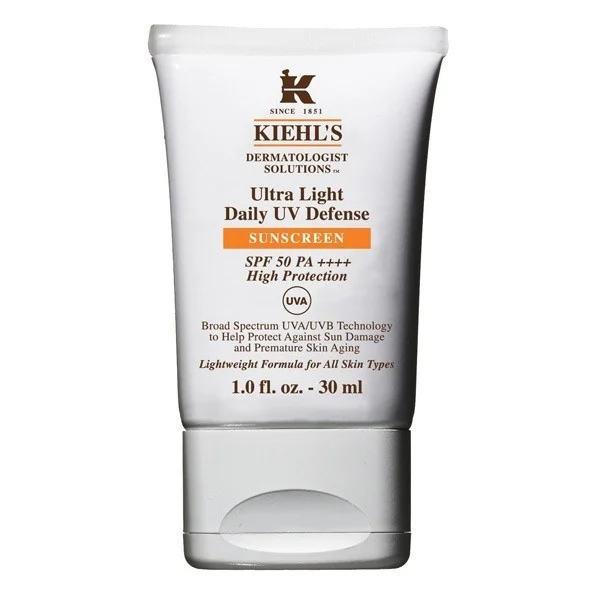 K
SINCE 1851
KIEHL'S
DERMATOLOGIST
SOLUTIONS™
Ultra Light
Daily UV Defense
SUNSCREEN
SPF 50 PA ++++
High Protection
UVA
Broad Spectrum UVA/UVB Technology
to Help Protect Against Sun Damage
and Premature Skin Aging
Lightweight Formula for All Skin Types
1.0 fl. oz. - 30 ml